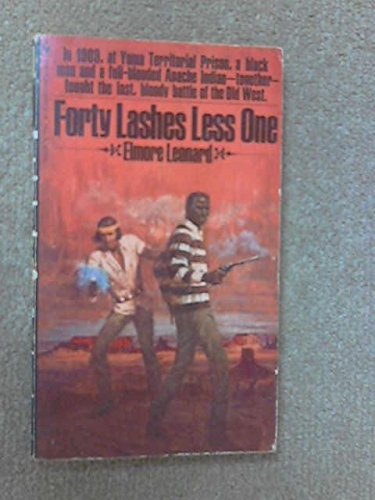 In 1909, at Yuma Territorial Prison, a black
man and a full-blooded Apache Indian—together—
fought the last, bloody battle of the Old West.
Forty Lashes Less One
Elmore Leonard